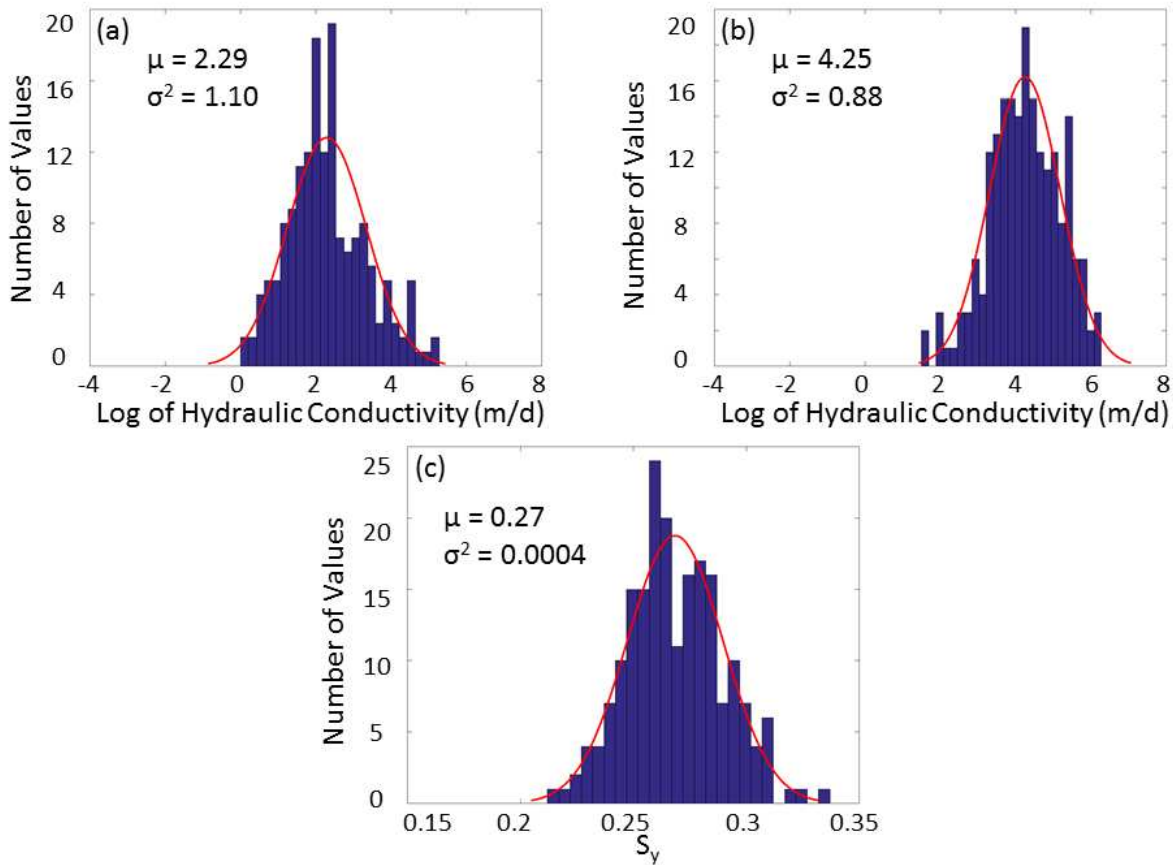 (a)
μ = 2.29
σ² = 1.10
20
16
12
8
4
0
Number of Values
-4 -2 0 2 4 6 8
Log of Hydraulic Conductivity (m/d)
(b)
μ = 4.25
σ² = 0.88
20
16
12
8
4
0
Number of Values
-4 -2 0 2 4 6 8
Log of Hydraulic Conductivity (m/d)
(c)
μ = 0.27
σ² = 0.0004
25
20
15
10
5
0
Number of Values
0.15 0.2 0.25 0.3 0.35
Sy